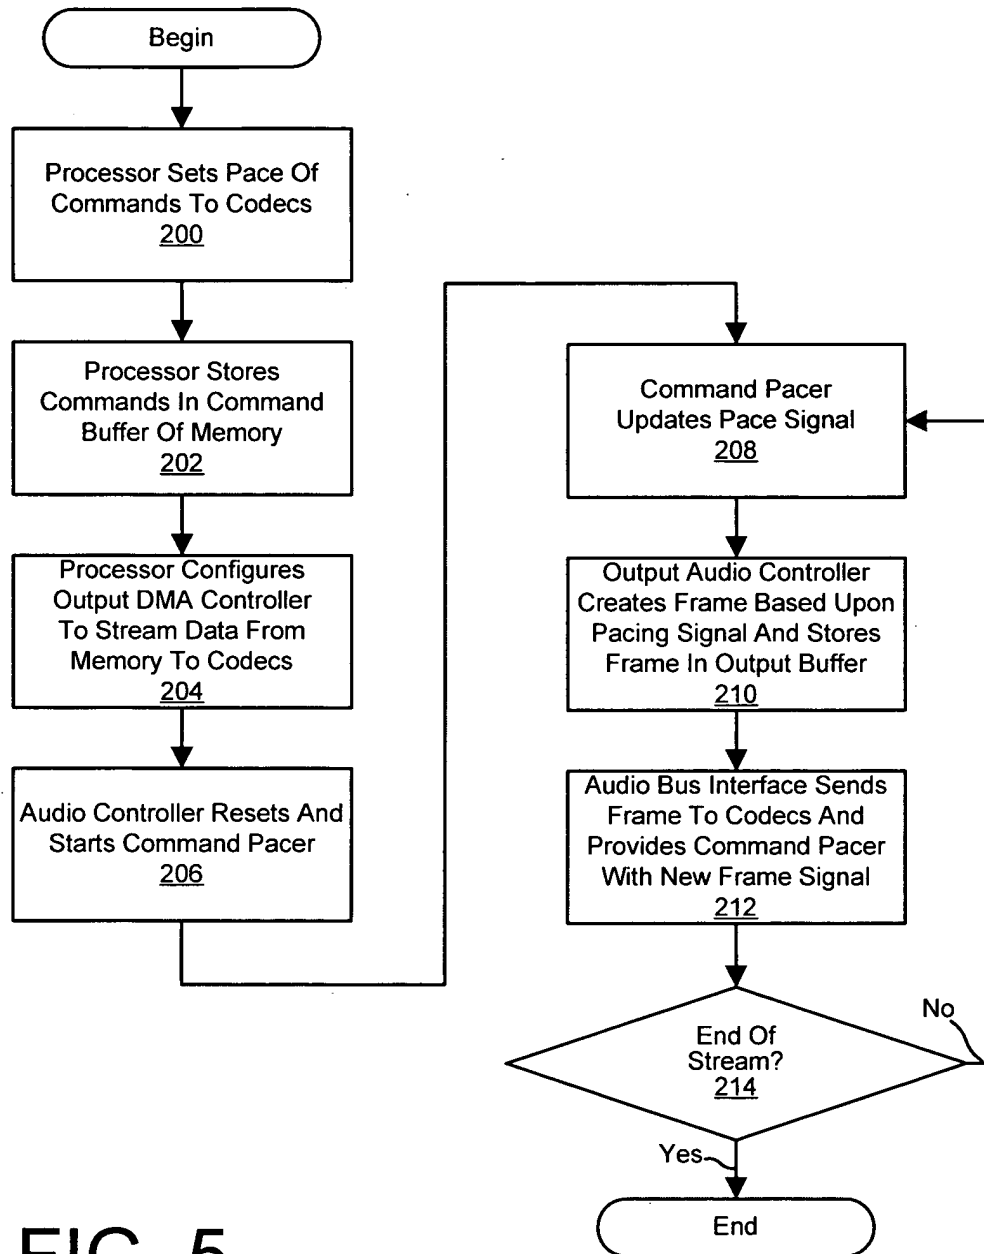 Begin
Processor Sets Pace Of
Commands To Codecs
200
Processor Stores
Commands In Command
Buffer Of Memory
202
Processor Configures
Output DMA Controller
To Stream Data From
Memory To Codecs
204
Audio Controller Resets And
Starts Command Pacer
206
Command Pacer
Updates Pace Signal
208
Output Audio Controller
Creates Frame Based Upon
Pacing Signal And Stores
Frame In Output Buffer
210
Audio Bus Interface Sends
Frame To Codecs And
Provides Command Pacer
With New Frame Signal
212
End Of
Stream?
214
No
Yes
End
FIG. 5